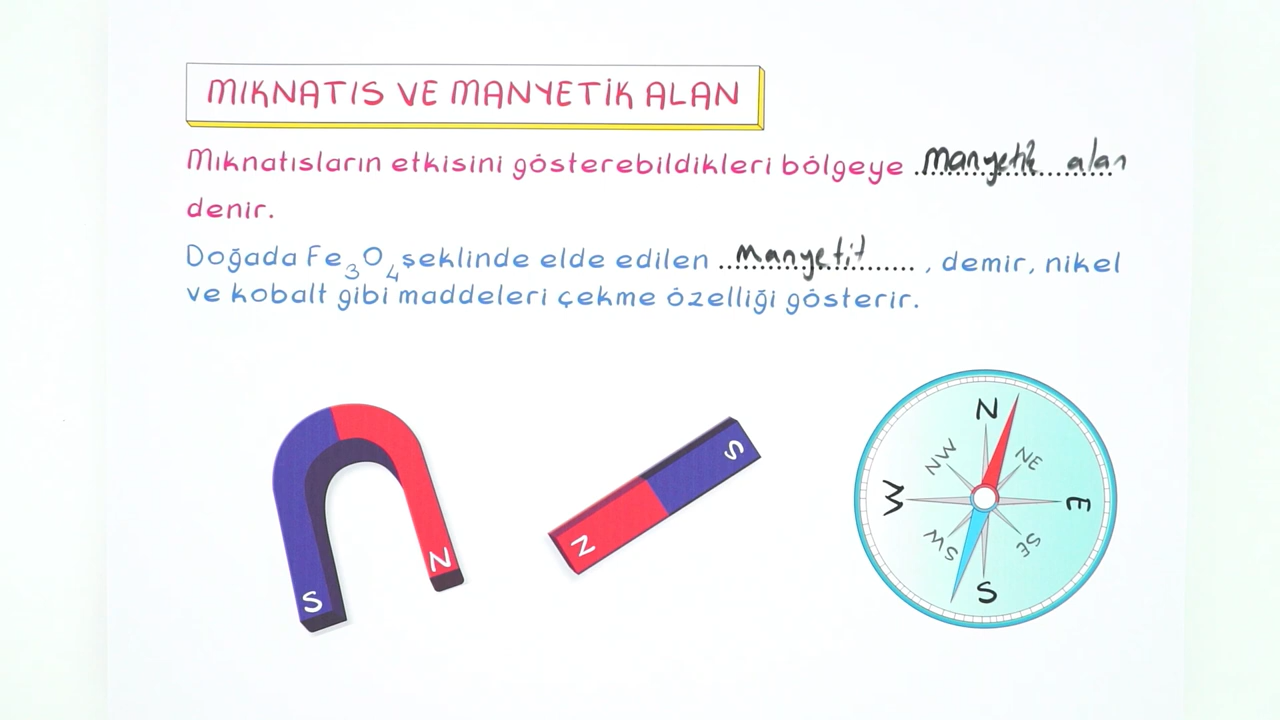 MIKNATIS VE MANYETİK ALAN
Mıknatısların etkisini gösterebildikleri bölgeye manyetik alan
denir.
Doğada Fe₃O₄ şeklinde elde edilen manyetit, demir, nikel
ve kobalt gibi maddeleri çekme özelliği gösterir.
S
N
N
S
N
NW
NE
W
E
SW
SE
S